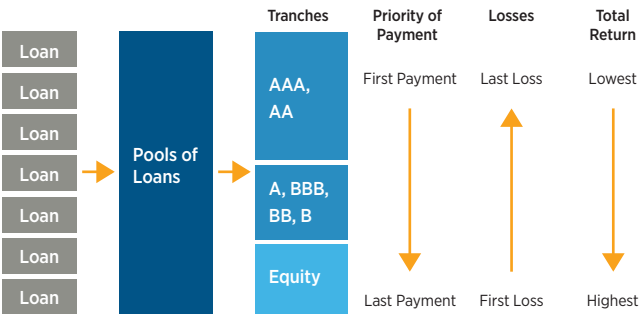 Tranches
Priority of
Payment
Losses
Total
Return
Loan
Loan
Loan
Loan
Loan
Loan
Loan
Pools of
Loans
AAA,
AA
A, BBB,
BB, B
Equity
First Payment
Last Loss
Lowest
Last Payment
First Loss
Highest